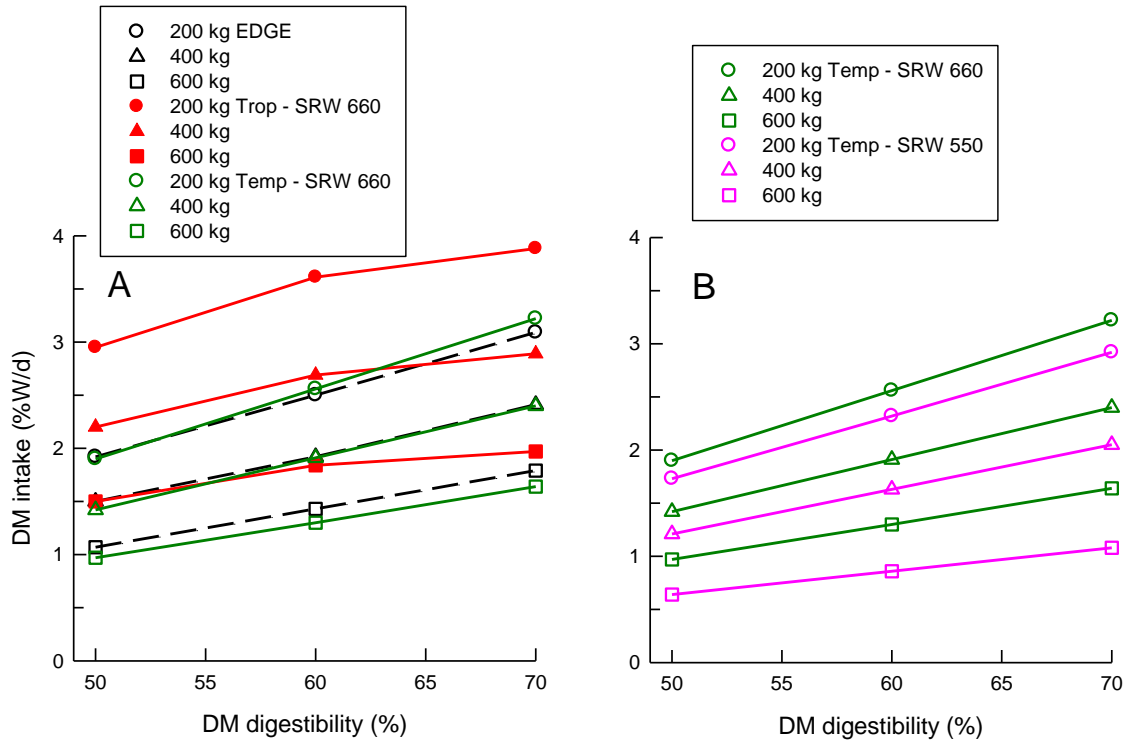 200 kg EDGE
400 kg
600 kg
200 kg Trop - SRW 660
400 kg
600 kg
200 kg Temp - SRW 660
400 kg
600 kg
200 kg Temp - SRW 660
400 kg
600 kg
200 kg Temp - SRW 550
400 kg
600 kg
A
DM intake (%W/d)
4
3
2
1
0
50
55
60
65
70
DM digestibility (%)
B
4
3
2
1
0
50
55
60
65
70
DM digestibility (%)